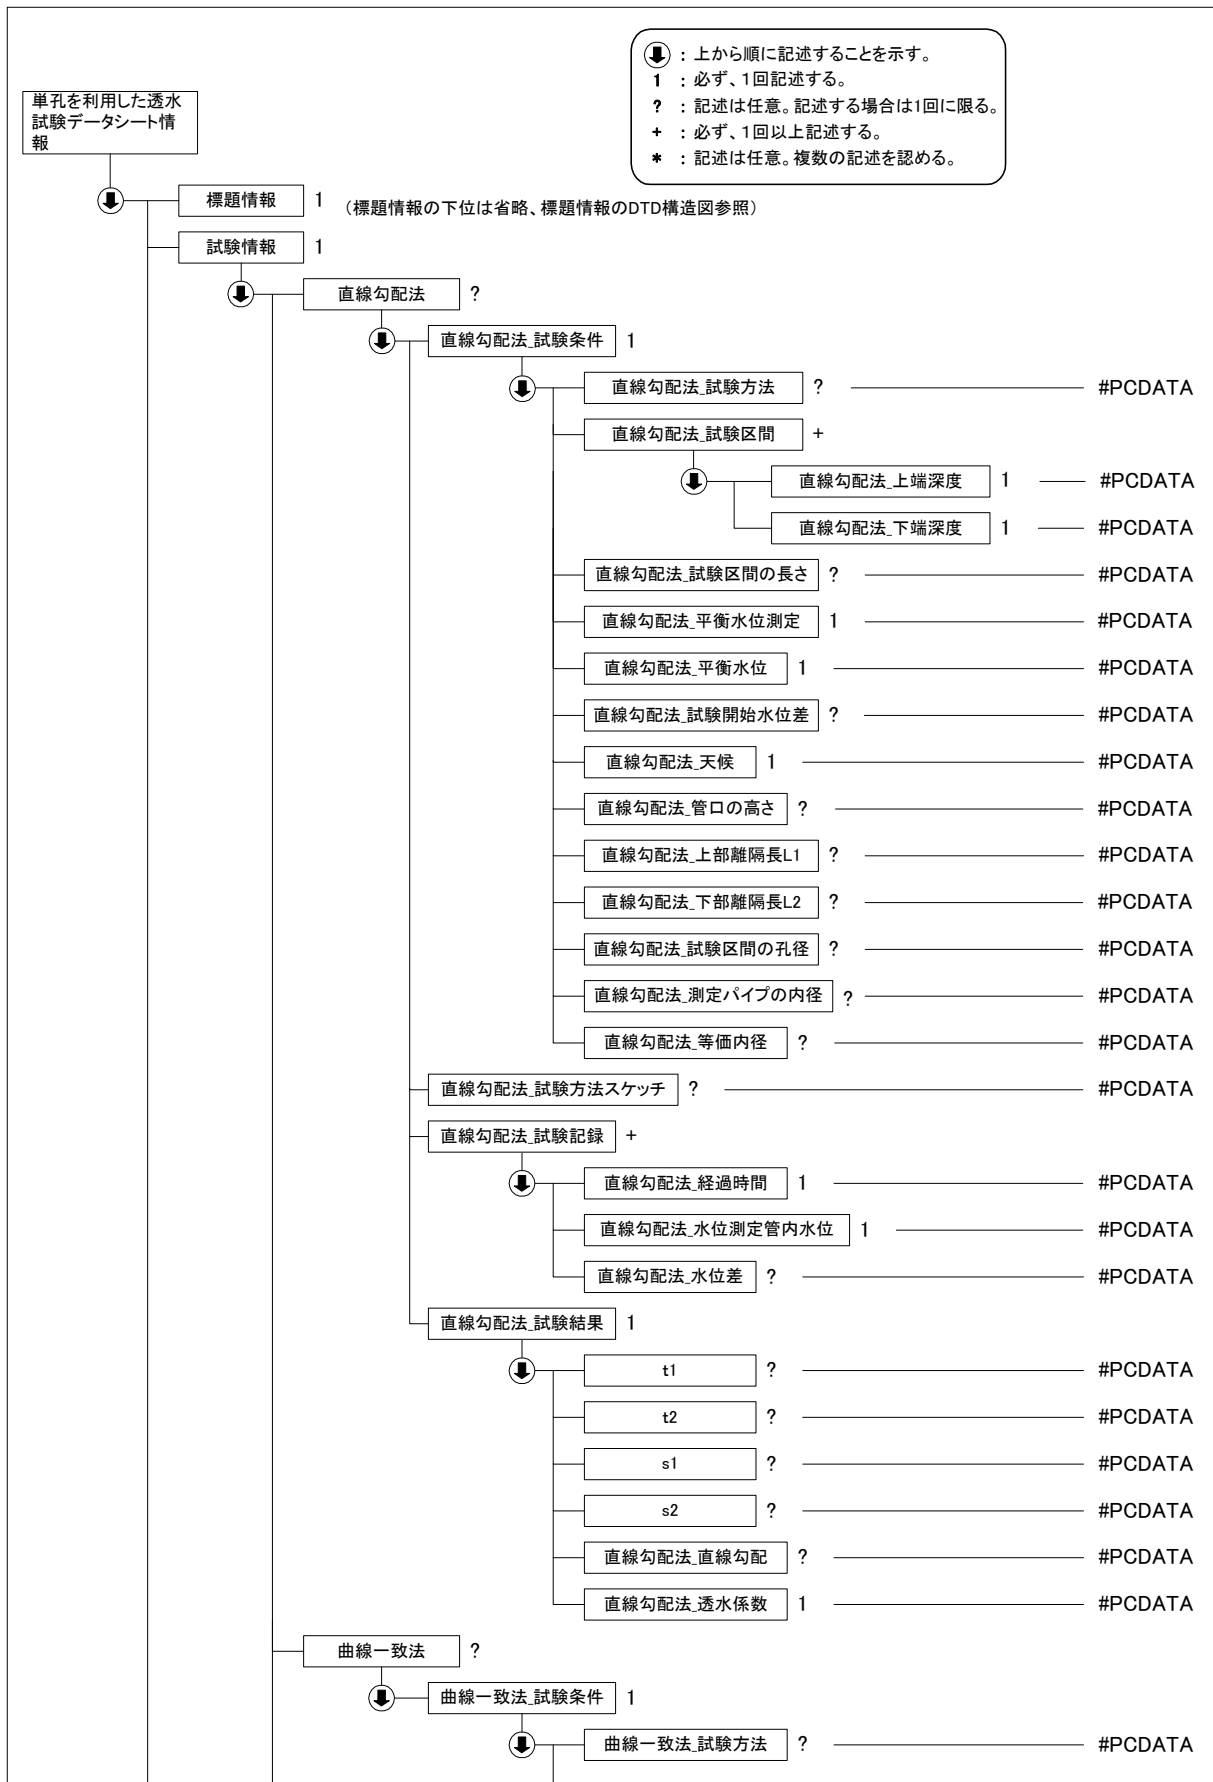 ：上から順に記述することを示す。
1 ：必ず、1回記述する。
? ：記述は任意。記述する場合は1回に限る。
+ ：必ず、1回以上記述する。
* ：記述は任意。複数の記述を認める。
単孔を利用した透水
試験データシート情
報
標題情報 1 （標題情報の下位は省略、標題情報のDTD構造図参照）
試験情報 1
直線勾配法 ?
直線勾配法_試験条件 1
直線勾配法_試験方法 ? #PCDATA
直線勾配法_試験区間 +
直線勾配法_上端深度 1 #PCDATA
直線勾配法_下端深度 1 #PCDATA
直線勾配法_試験区間の長さ ? #PCDATA
直線勾配法_平衡水位測定 1 #PCDATA
直線勾配法_平衡水位 1 #PCDATA
直線勾配法_試験開始水位差 ? #PCDATA
直線勾配法_天候 1 #PCDATA
直線勾配法_管口の高さ ? #PCDATA
直線勾配法_上部離隔長L1 ? #PCDATA
直線勾配法_下部離隔長L2 ? #PCDATA
直線勾配法_試験区間の孔径 ? #PCDATA
直線勾配法_測定パイプの内径 ? #PCDATA
直線勾配法_等価内径 ? #PCDATA
直線勾配法_試験方法スケッチ ? #PCDATA
直線勾配法_試験記録 +
直線勾配法_経過時間 1 #PCDATA
直線勾配法_水位測定管内水位 1 #PCDATA
直線勾配法_水位差 ? #PCDATA
直線勾配法_試験結果 1
t1 ? #PCDATA
t2 ? #PCDATA
s1 ? #PCDATA
s2 ? #PCDATA
直線勾配法_直線勾配 ? #PCDATA
直線勾配法_透水係数 1 #PCDATA
曲線一致法 ?
曲線一致法_試験条件 1
曲線一致法_試験方法 ? #PCDATA